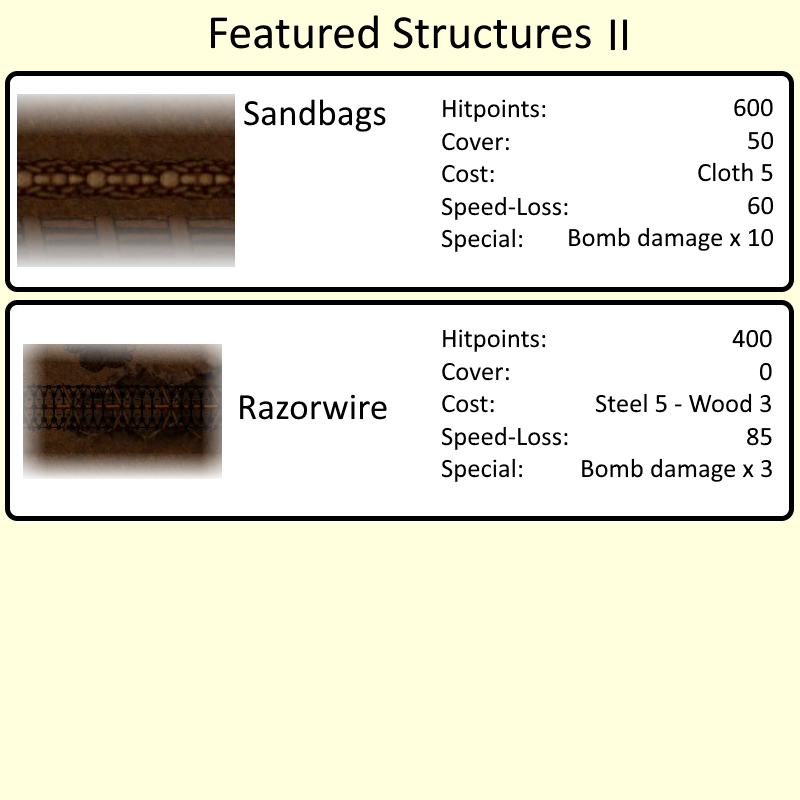 Featured Structures II
Sandbags
Hitpoints: 600
Cover: 50
Cost: Cloth 5
Speed-Loss: 60
Special: Bomb damage x 10
Razorwire
Hitpoints: 400
Cover: 0
Cost: Steel 5 - Wood 3
Speed-Loss: 85
Special: Bomb damage x 3